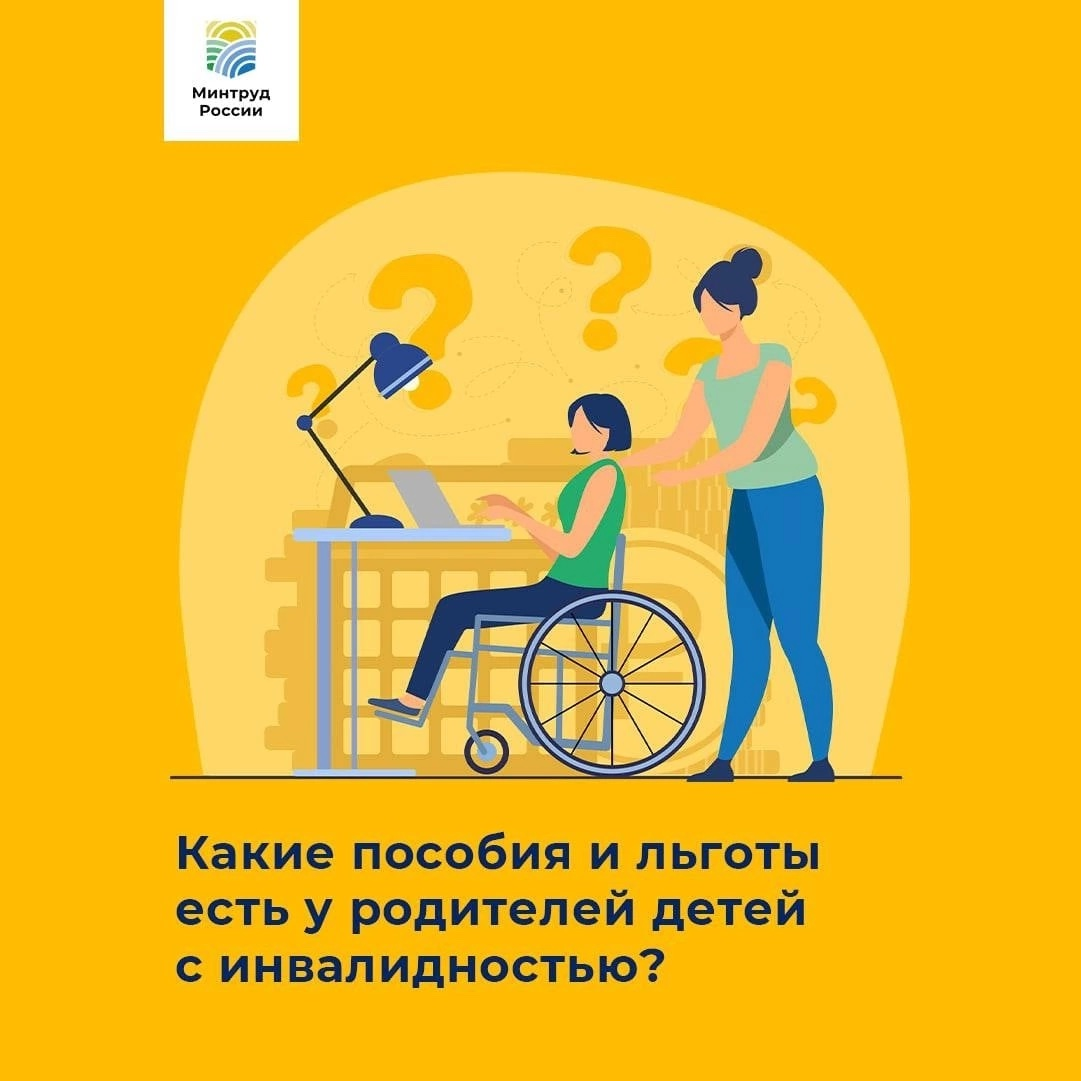 Минтруд
России
Какие пособия и льготы
есть у родителей детей
с инвалидностью?